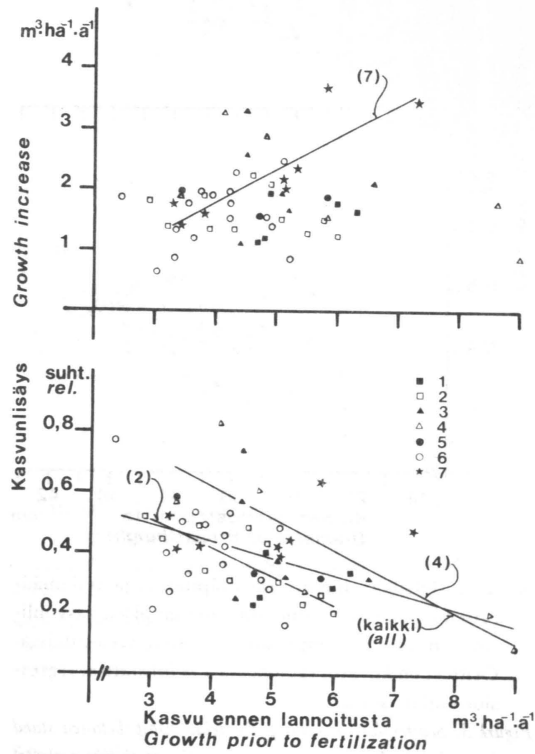 m³·ha⁻¹·a⁻¹
4
3
2
1
0
Growth increase
(7)
Kasvunlisäys
suht.
rel.
0,8
0,6
0,4
0,2
0
1
2
3
4
5
6
7
(2)
(4)
(kaikki)
(all)
3 4 5 6 7 8
Kasvu ennen lannoitusta m³·ha⁻¹·a⁻¹
Growth prior to fertilization